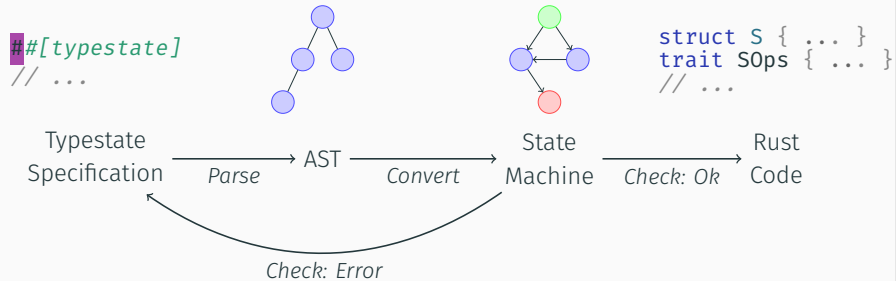 ##[typestate]
// ...
struct S { ... }
trait SOps { ... }
// ...
Typestate
Specification
Parse
AST
Convert
State
Machine
Check: Ok
Rust
Code
Check: Error